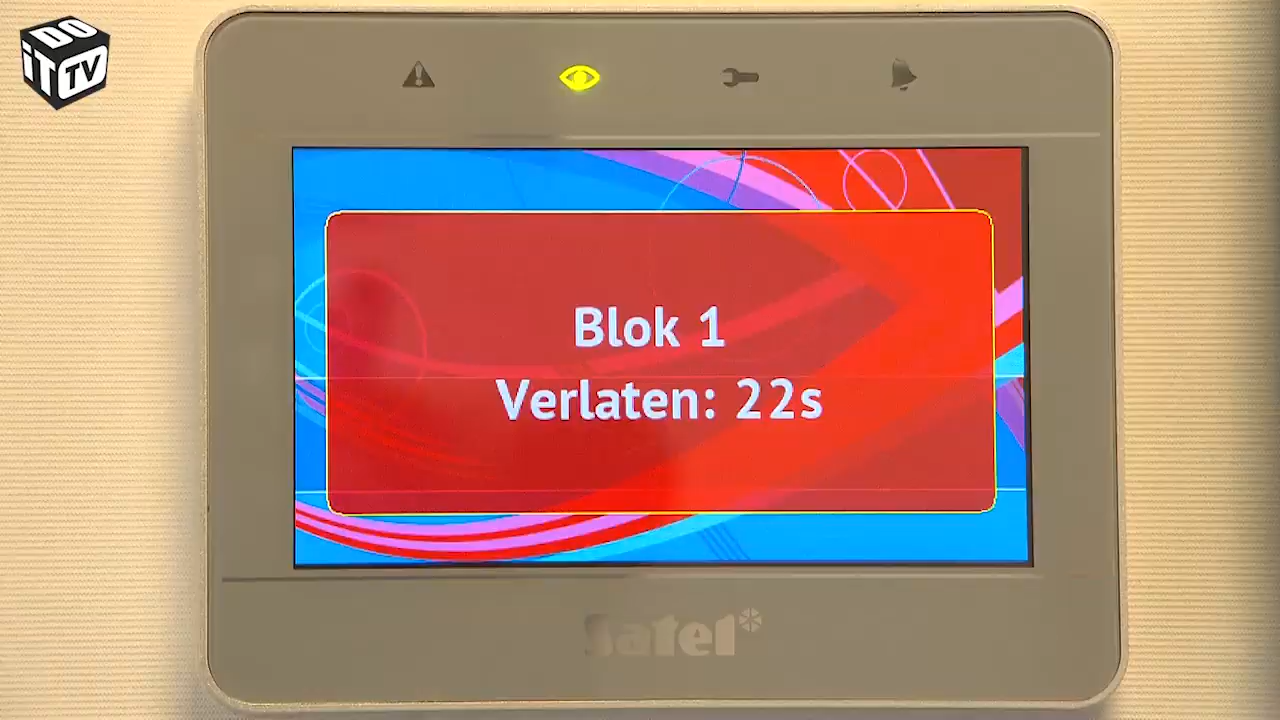 DO
iT
TV
Blok 1
Verlaten: 22s
Satel